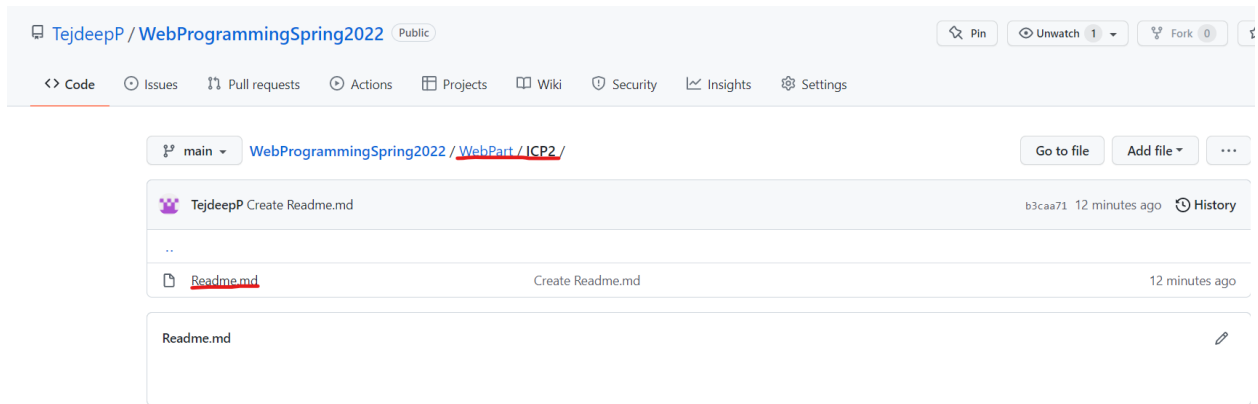 TejdeepP / WebProgrammingSpring2022 Public
Pin
Unwatch 1
Fork 0
<> Code
Issues
Pull requests
Actions
Projects
Wiki
Security
Insights
Settings
main
WebProgrammingSpring2022 / WebPart / ICP2 /
Go to file
Add file
...
TejdeepP Create Readme.md
b3caa71 12 minutes ago History
..
Readme.md Create Readme.md 12 minutes ago
Readme.md